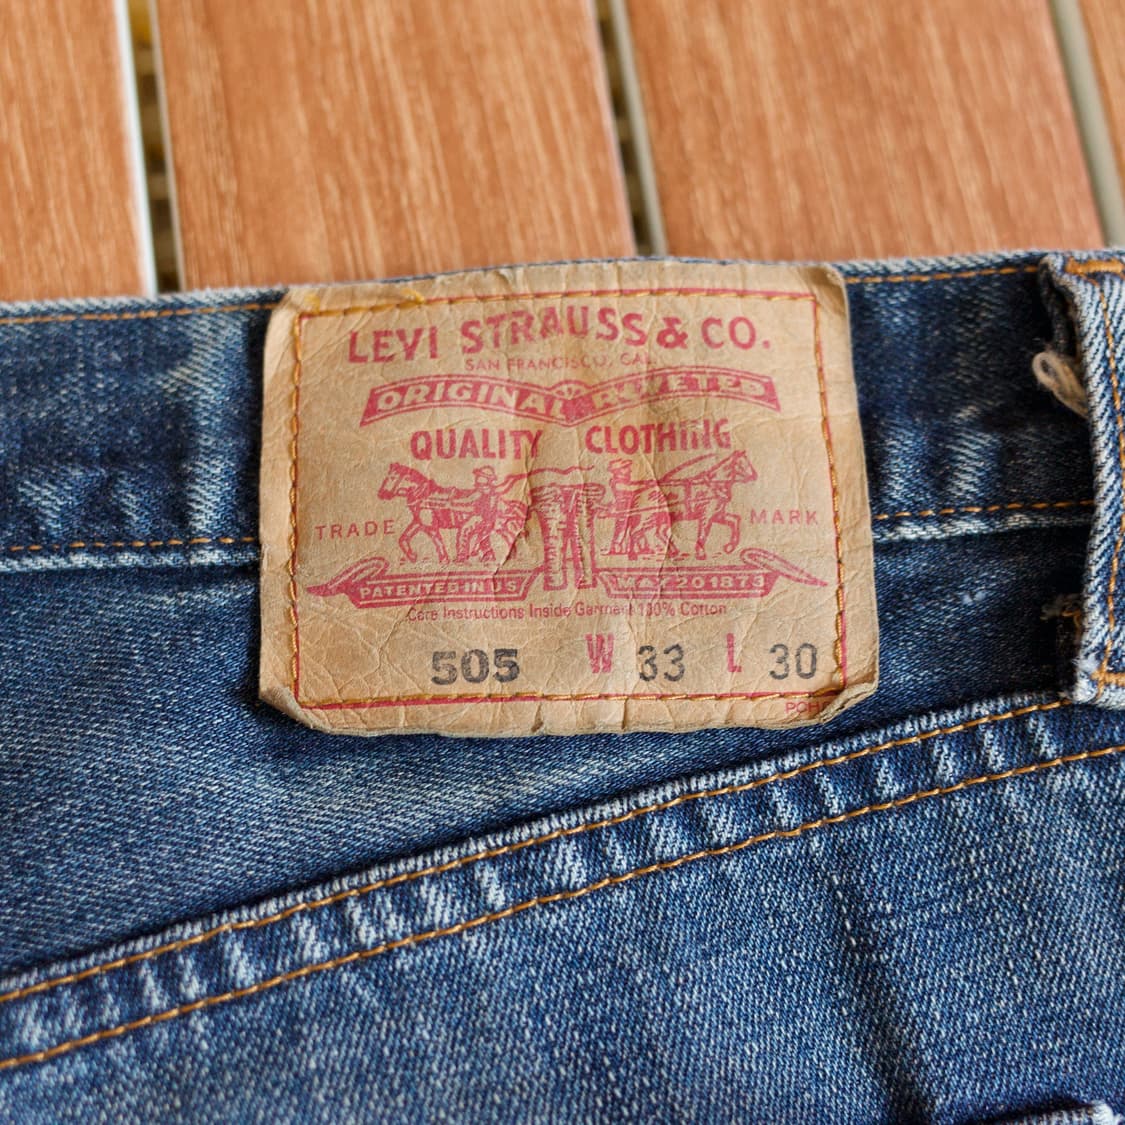 LEVI STRAUSS & CO.
SAN FRANCISCO, CAL.
ORIGINAL RIVETED
QUALITY CLOTHING
TRADE MARK
PATENTED IN US MAY 20 1873
Care Instructions Inside Garment 100% Cotton
505 W 33 L 30